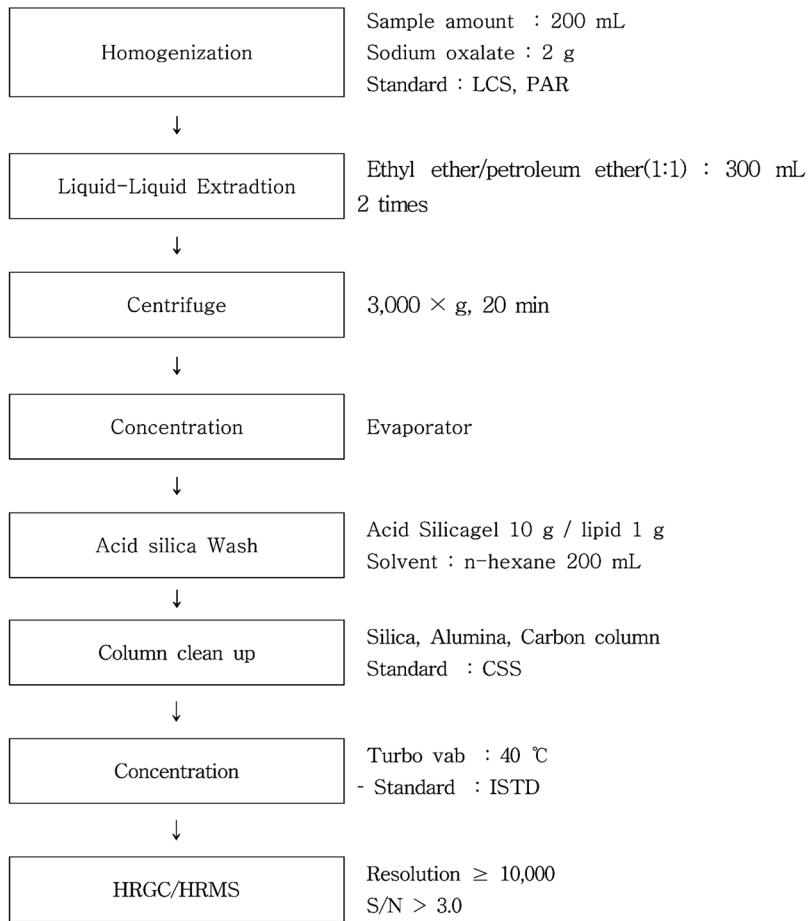 Homogenization
Sample amount : 200 mL
Sodium oxalate : 2 g
Standard : LCS, PAR
↓
Liquid-Liquid Extradtion
Ethyl ether/petroleum ether(1:1) : 300 mL
2 times
↓
Centrifuge
3,000 × g, 20 min
↓
Concentration
Evaporator
↓
Acid silica Wash
Acid Silicagel 10 g / lipid 1 g
Solvent : n-hexane 200 mL
↓
Column clean up
Silica, Alumina, Carbon column
Standard : CSS
↓
Concentration
Turbo vab : 40 ℃
- Standard : ISTD
↓
HRGC/HRMS
Resolution ≥ 10,000
S/N > 3.0